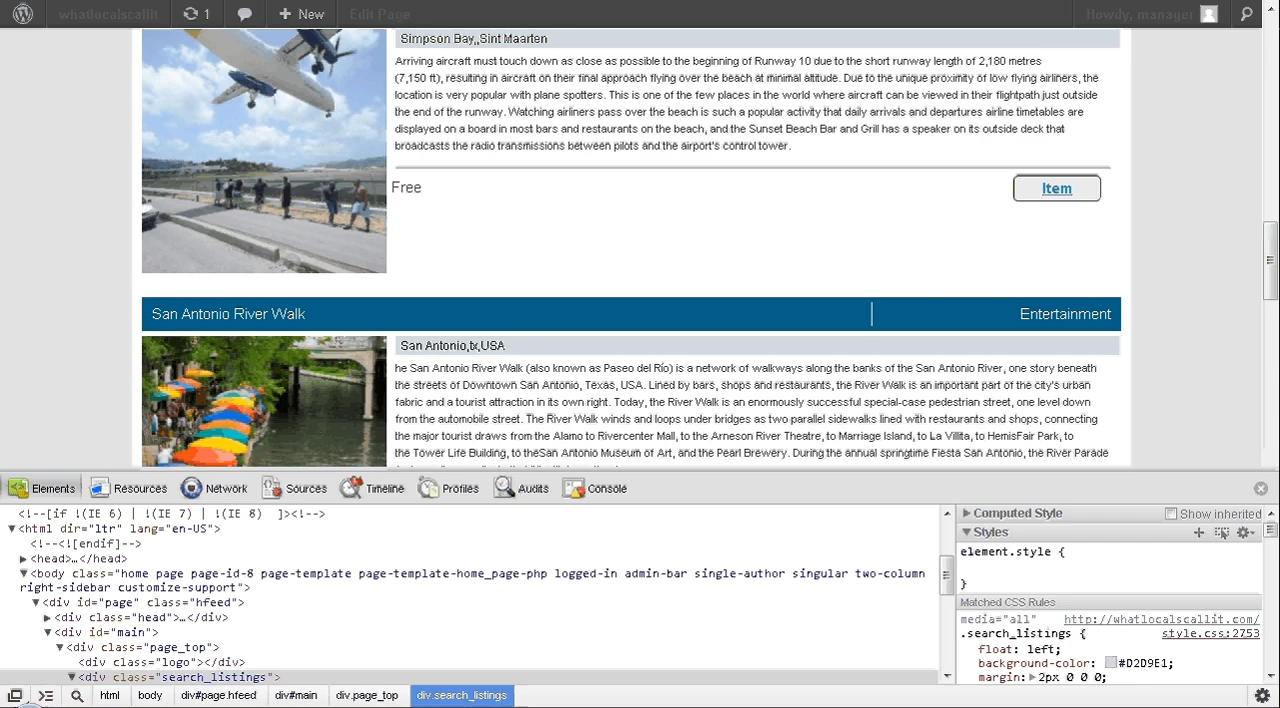 whatlocalscallit 1 New Edit Page Howdy, manager
Simpson Bay,,Sint Maarten
Arriving aircraft must touch down as close as possible to the beginning of Runway 10 due to the short runway length of 2,180 metres
(7,150 ft), resulting in aircraft on their final approach flying over the beach at minimal altitude. Due to the unique proximity of low flying airliners, the
location is very popular with plane spotters. This is one of the few places in the world where aircraft can be viewed in their flightpath just outside
the end of the runway. Watching airliners pass over the beach is such a popular activity that daily arrivals and departures airline timetables are
displayed on a board in most bars and restaurants on the beach, and the Sunset Beach Bar and Grill has a speaker on its outside deck that
broadcasts the radio transmissions between pilots and the airport's control tower.
Free Item
San Antonio River Walk Entertainment
San Antonio,tx,USA
he San Antonio River Walk (also known as Paseo del Río) is a network of walkways along the banks of the San Antonio River, one story beneath
the streets of Downtown San Antonio, Texas, USA. Lined by bars, shops and restaurants, the River Walk is an important part of the city's urban
fabric and a tourist attraction in its own right. Today, the River Walk is an enormously successful special-case pedestrian street, one level down
from the automobile street. The River Walk winds and loops under bridges as two parallel sidewalks lined with restaurants and shops, connecting
the major tourist draws from the Alamo to Rivercenter Mall, to the Arneson River Theatre, to Marriage Island, to La Villita, to HemisFair Park, to
the Tower Life Building, to theSan Antonio Museum of Art, and the Pearl Brewery. During the annual springtime Fiesta San Antonio, the River Parade
Elements Resources Network Sources Timeline Profiles Audits Console
<!--[if !(IE 6) | !(IE 7) | !(IE 8)  ]><!-->
<html dir="ltr" lang="en-US">
<!--<![endif]-->
<head>…</head>
<body class="home page page-id-8 page-template page-template-home_page-php logged-in admin-bar single-author singular two-column
right-sidebar customize-support">
<div id="page" class="hfeed">
<div class="head">…</div>
<div id="main">
<div class="page_top">
<div class="logo"></div>
<div class="search_listings">
Computed Style Show inherited
Styles
element.style {
}
Matched CSS Rules
media="all" http://whatlocalscallit.com/
.search_listings { style.css:2753
float: left;
background-color: #D2D9E1;
margin: 2px 0 0 0;
html body div#page.hfeed div#main div.page_top div.search_listings